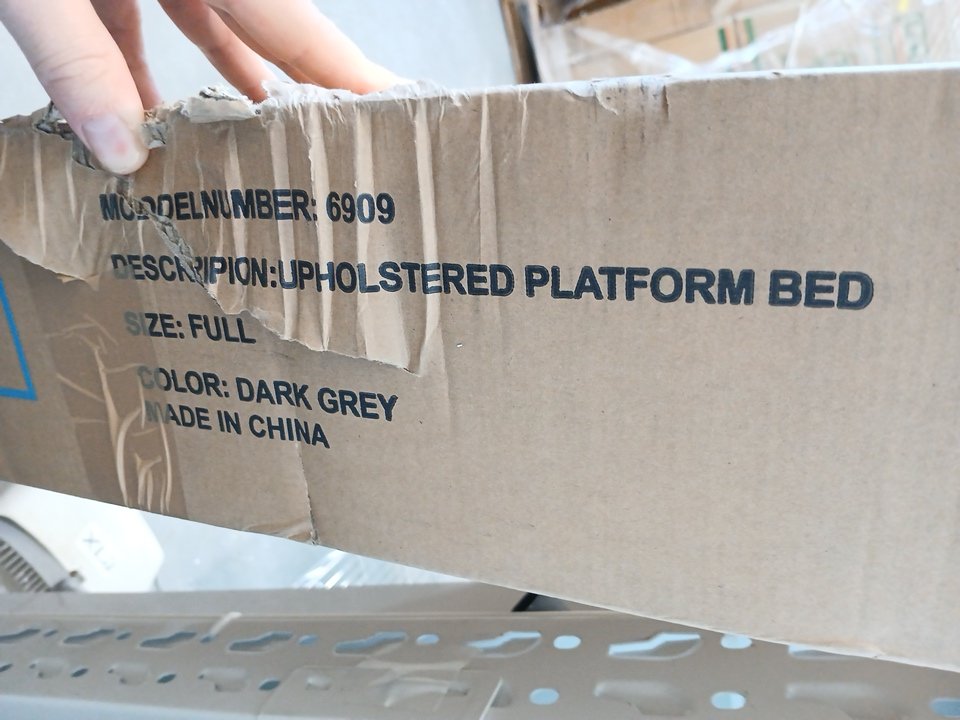 MODDELNUMBER: 6909
DESCRIPION:UPHOLSTERED PLATFORM BED
SIZE: FULL
COLOR: DARK GREY
MADE IN CHINA